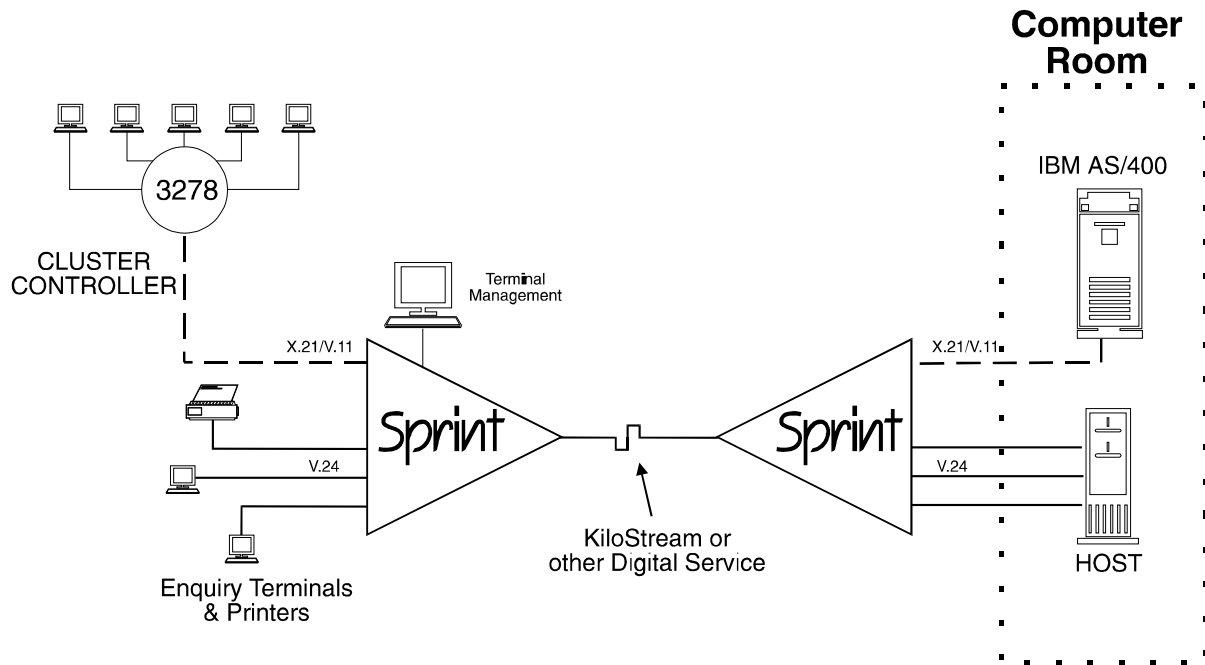 Computer
Room
IBM AS/400
3278
CLUSTER
CONTROLLER
Terminal
Management
X.21/V.11
X.21/V.11
Sprint
Sprint
V.24
V.24
KiloStream or
other Digital Service
HOST
Enquiry Terminals
& Printers